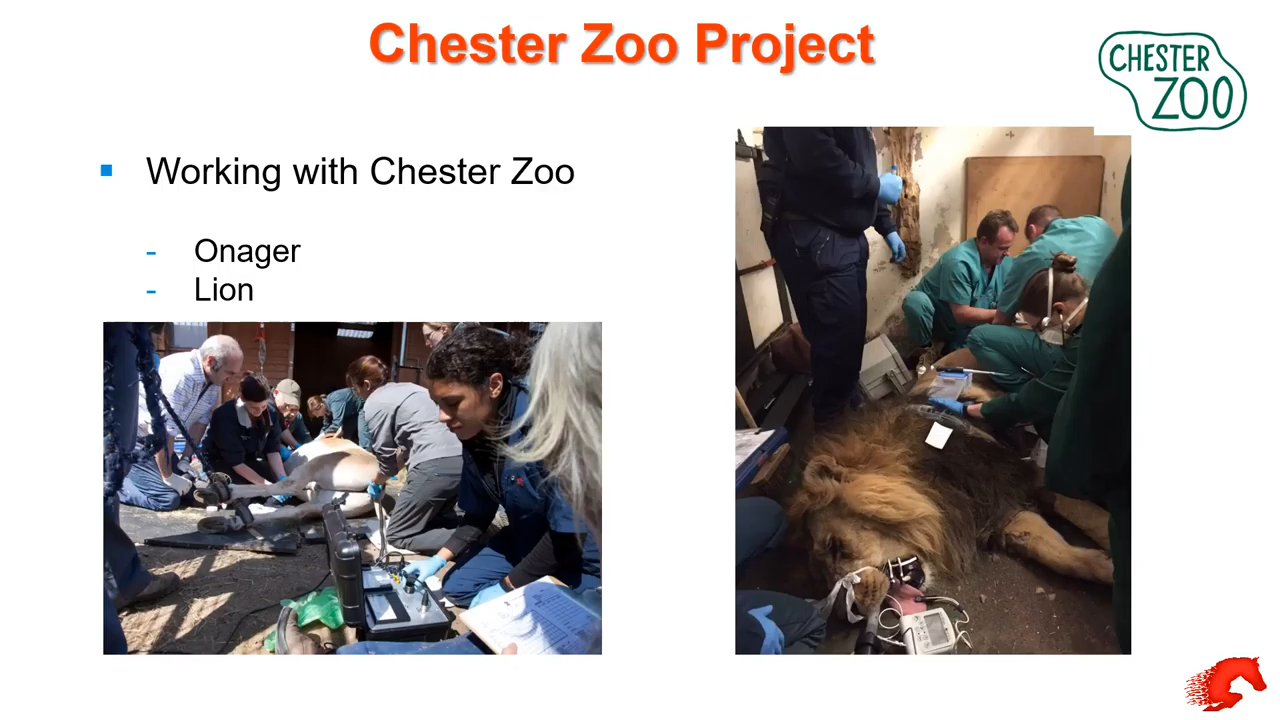 Chester Zoo Project
CHESTER
ZOO
Working with Chester Zoo
- Onager
- Lion